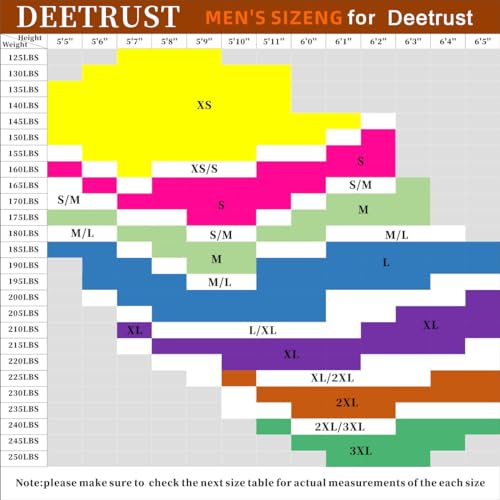 DEETRUST MEN'S SIZENG for Deetrust
Height
Weight
5'5" 5'6" 5'7" 5'8" 5'9" 5'10" 5'11" 6'0" 6'1" 6'2" 6'3" 6'4" 6'5"
125LBS
130LBS
135LBS
140LBS XS
145LBS
150LBS
155LBS
160LBS XS/S S
165LBS S/M
170LBS S/M S M
175LBS
180LBS M/L S/M M/L
185LBS
190LBS M L
195LBS M/L
200LBS
205LBS
210LBS XL L/XL XL
215LBS XL
220LBS
225LBS XL/2XL
230LBS
235LBS 2XL
240LBS 2XL/3XL
245LBS
250LBS 3XL
Note:please make sure to check the next size table for actual measurements of the each size